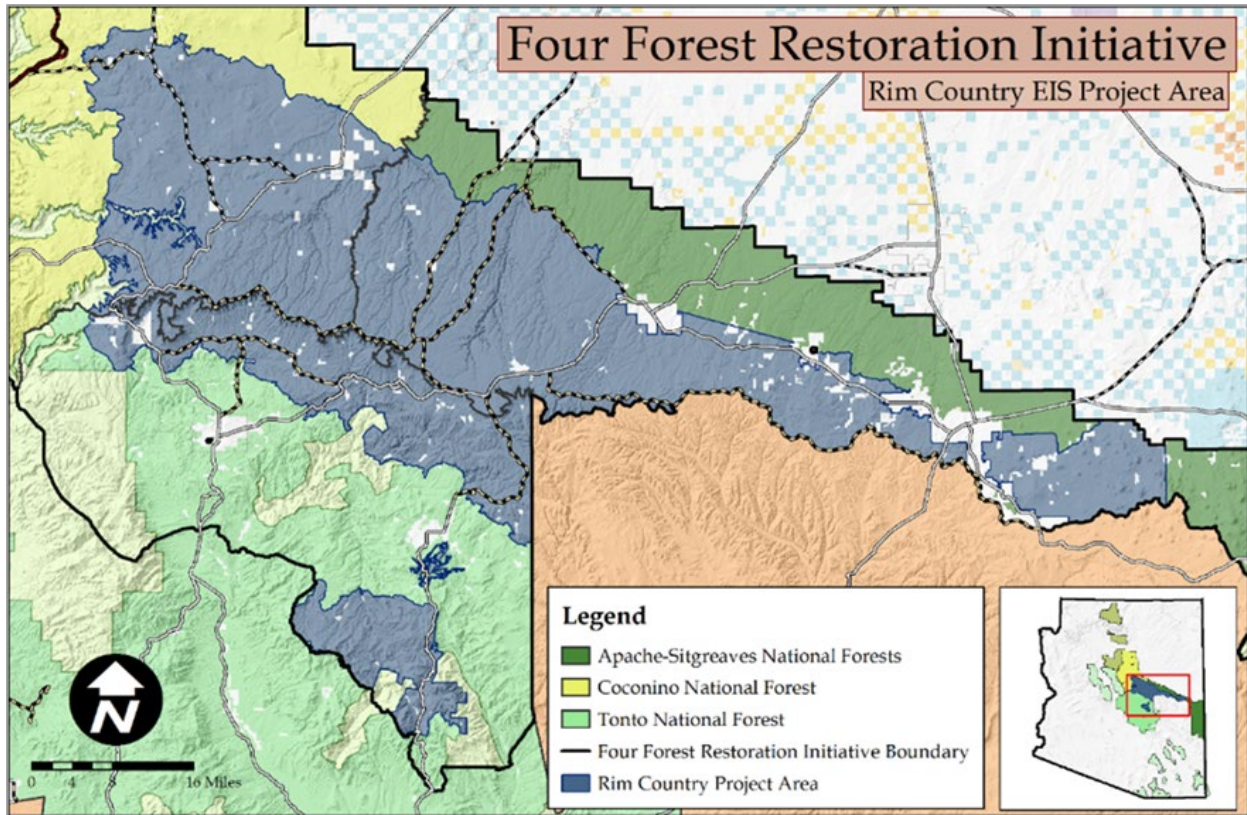 Four Forest Restoration Initiative
Rim Country EIS Project Area
Legend
Apache-Sitgreaves National Forests
Coconino National Forest
Tonto National Forest
Four Forest Restoration Initiative Boundary
Rim Country Project Area
N
0 4 8 16 Miles